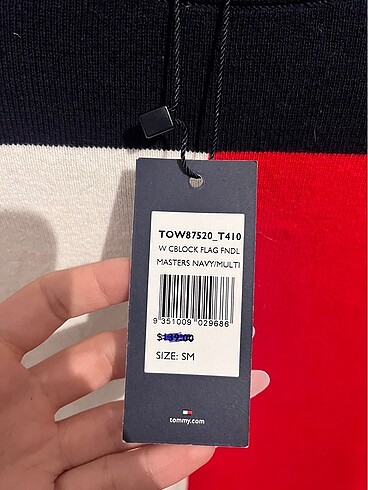 TOW87520_T410
W CBLOCK FLAG FNDL
MASTERS NAVY/MULTI
9 351009 029686
SIZE: SM
tommy.com